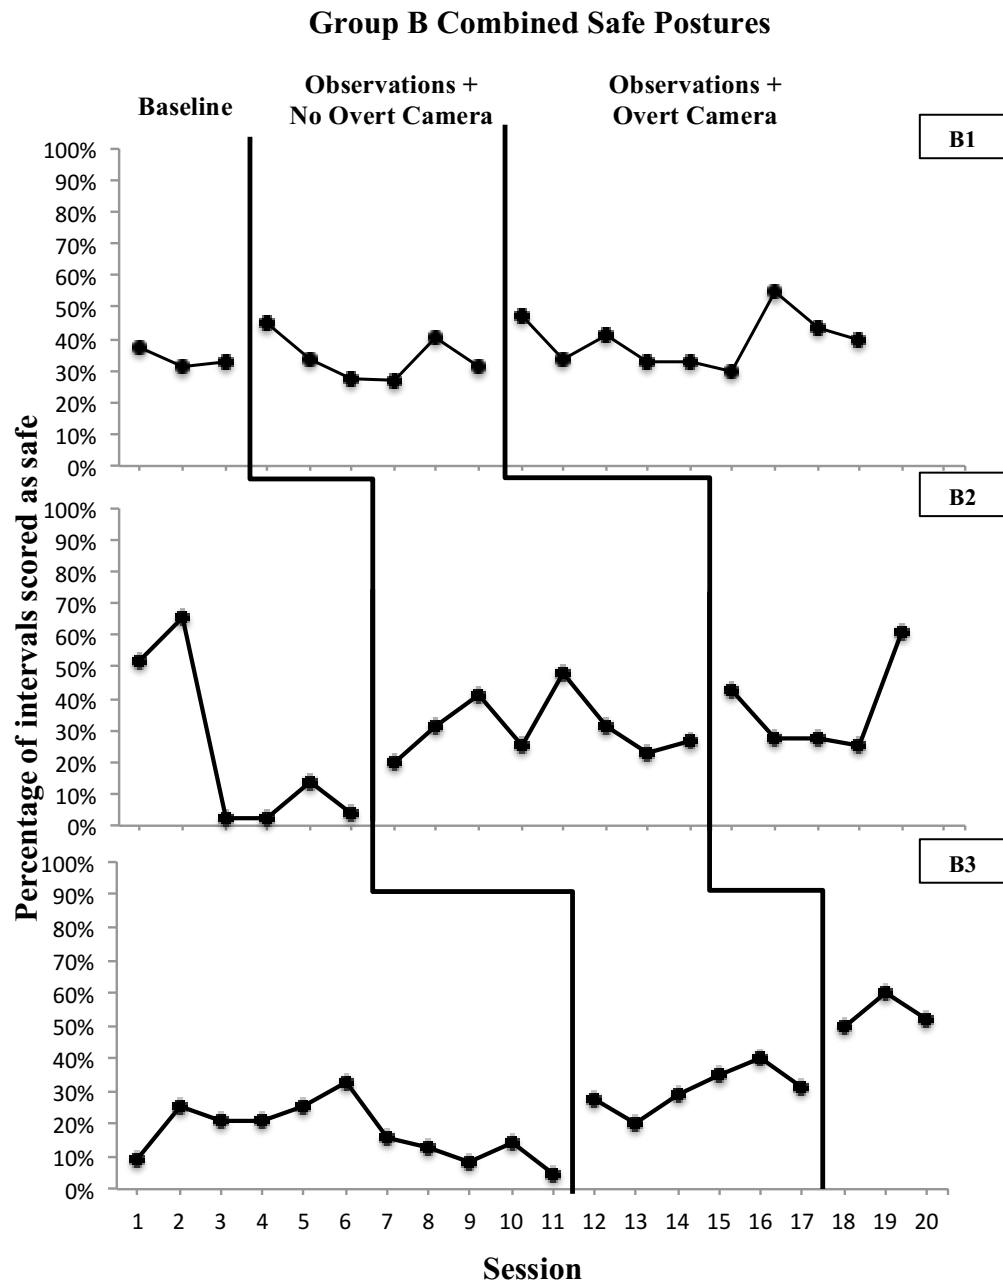 Group B Combined Safe Postures
Baseline
Observations +
No Overt Camera
Observations +
Overt Camera
B1
100%
90%
80%
70%
60%
50%
40%
30%
20%
10%
0%
B2
100%
90%
80%
70%
60%
50%
40%
30%
20%
10%
0%
B3
100%
90%
80%
70%
60%
50%
40%
30%
20%
10%
0%
Percentage of intervals scored as safe
1 2 3 4 5 6 7 8 9 10 11 12 13 14 15 16 17 18 19 20
Session